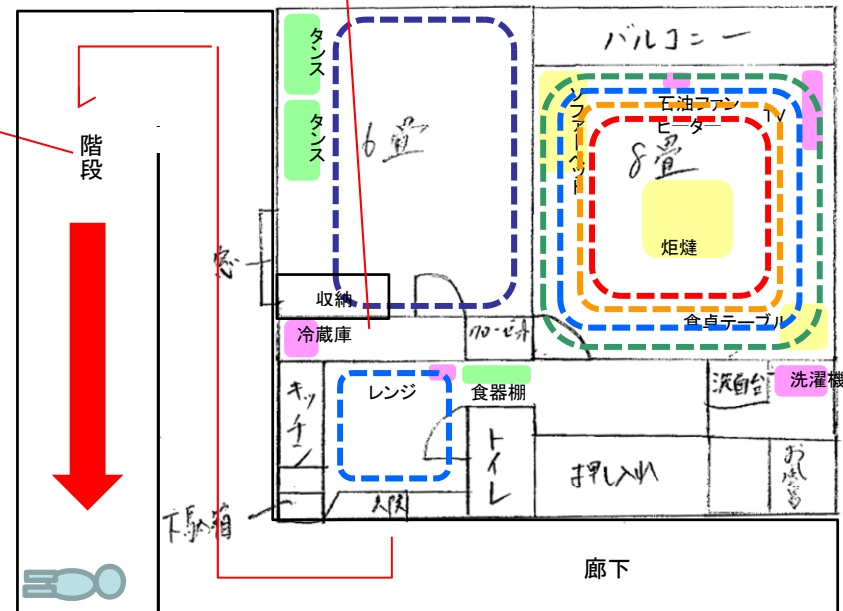 タンス
タンス
6畳
バルコニー
ソファーベッド
石油ファン
ヒーター
TV
8畳
炬燵
食卓テーブル
階段
窓
収納
冷蔵庫
クローゼット
キッチン
レンジ
食器棚
トイレ
洗面台
洗濯機
押し入れ
お風呂
玄関
下駄箱
廊下